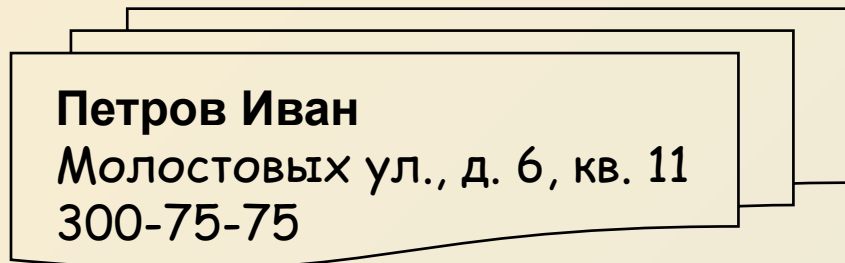 Петров Иван
Молостовых ул., д. 6, кв. 11
300-75-75